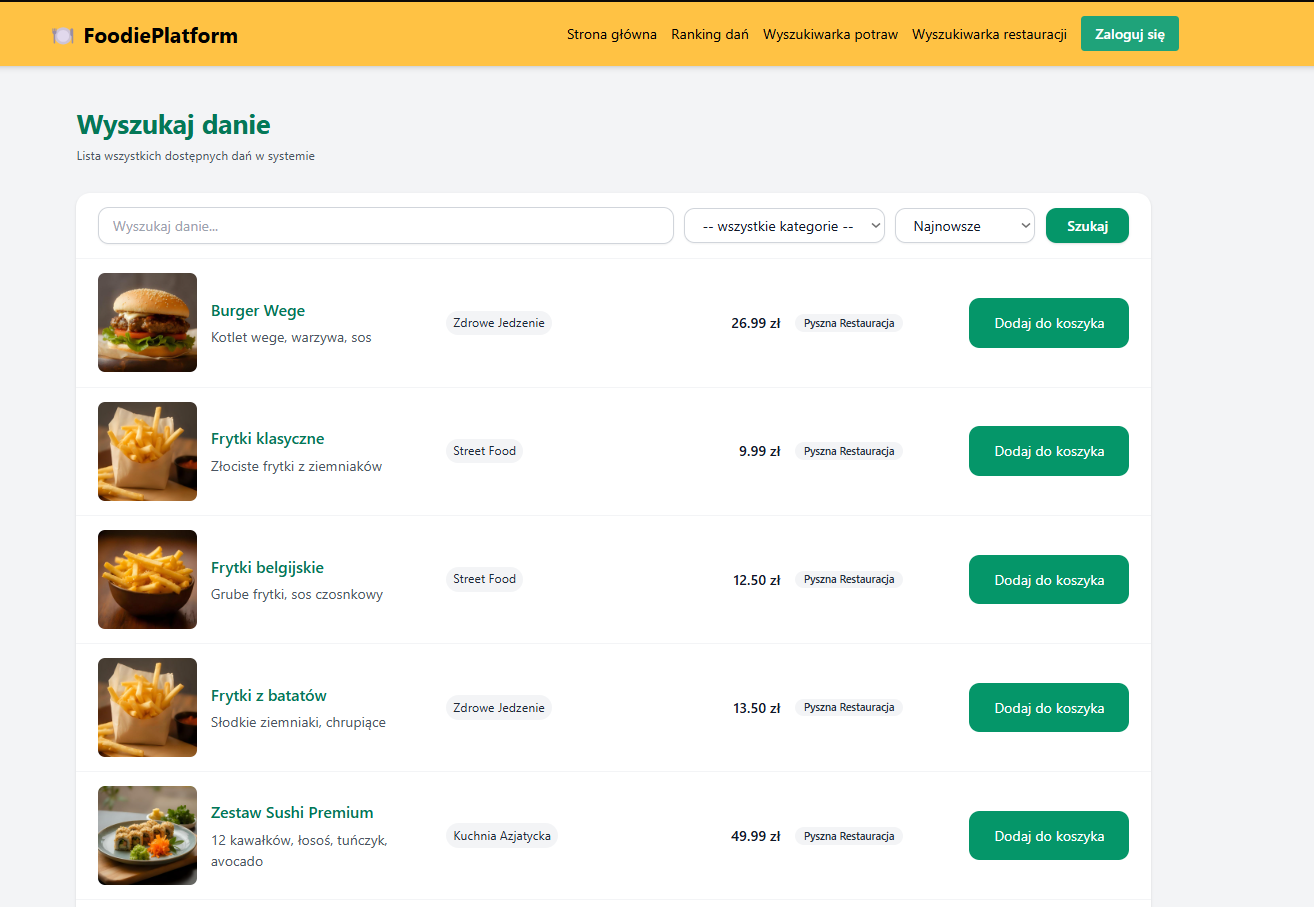 FoodiePlatform
Strona główna Ranking dań Wyszukiwarka potraw Wyszukiwarka restauracji Zaloguj się
Wyszukaj danie
Lista wszystkich dostępnych dań w systemie
Wyszukaj danie... -- wszystkie kategorie -- Najnowsze Szukaj
Burger Wege
Kotlet wege, warzywa, sos
Zdrowe Jedzenie
26.99 zł
Pyszna Restauracja
Dodaj do koszyka
Frytki klasyczne
Złociste frytki z ziemniaków
Street Food
9.99 zł
Pyszna Restauracja
Dodaj do koszyka
Frytki belgijskie
Grube frytki, sos czosnkowy
Street Food
12.50 zł
Pyszna Restauracja
Dodaj do koszyka
Frytki z batatów
Słodkie ziemniaki, chrupiące
Zdrowe Jedzenie
13.50 zł
Pyszna Restauracja
Dodaj do koszyka
Zestaw Sushi Premium
12 kawałków, łosoś, tuńczyk,
avocado
Kuchnia Azjatycka
49.99 zł
Pyszna Restauracja
Dodaj do koszyka